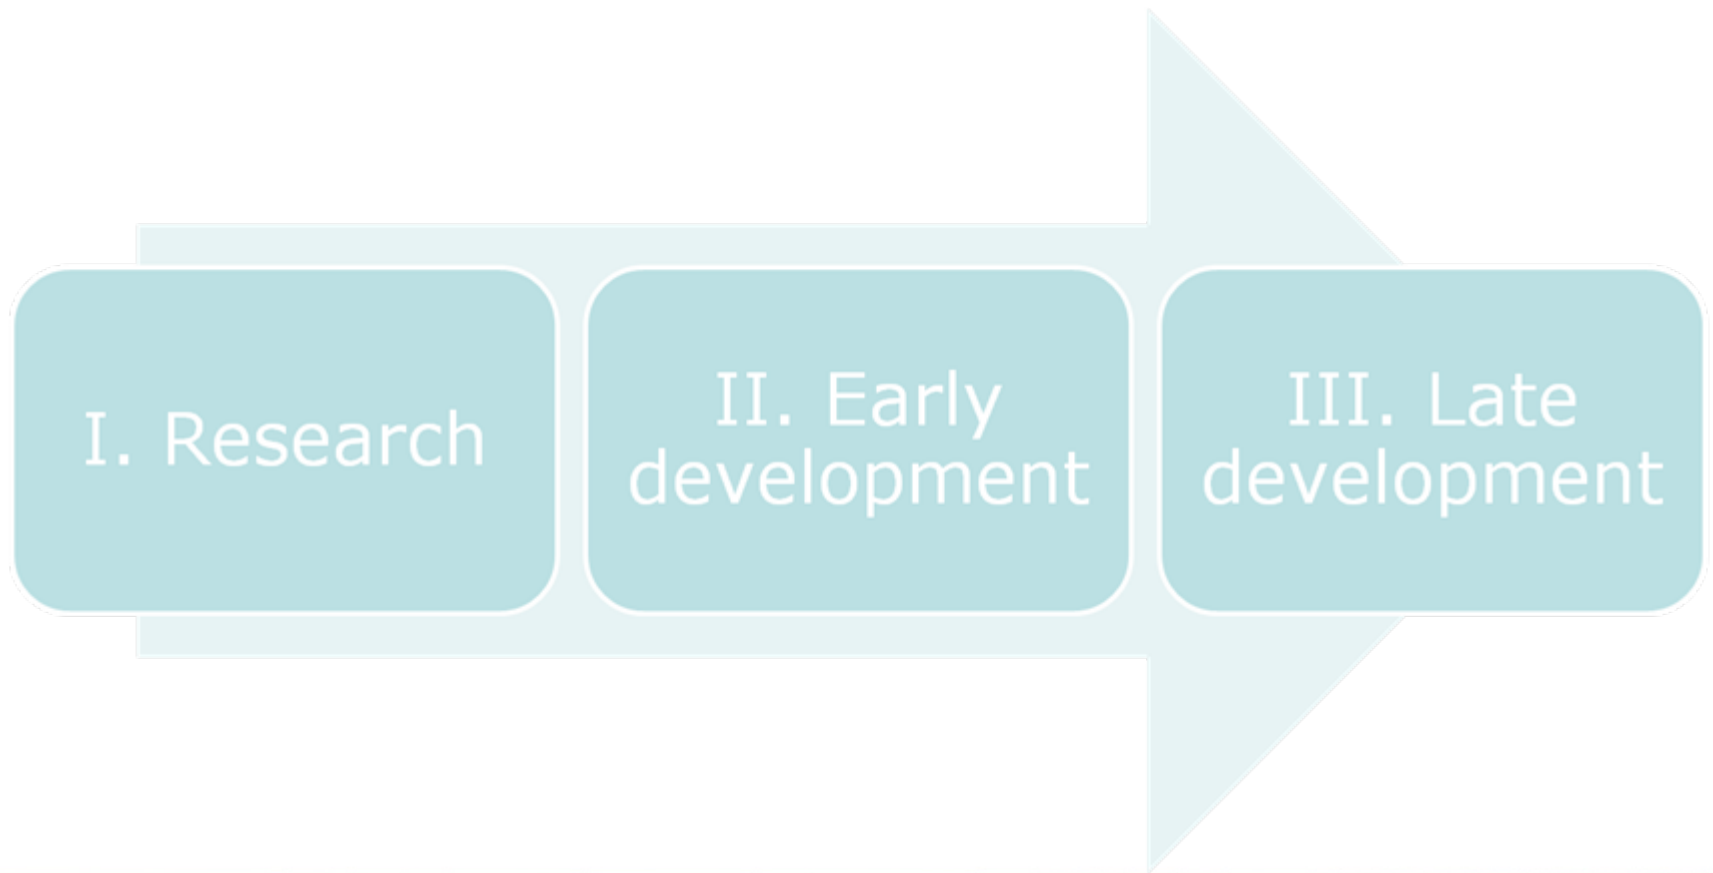 I. Research
II. Early
development
III. Late
development